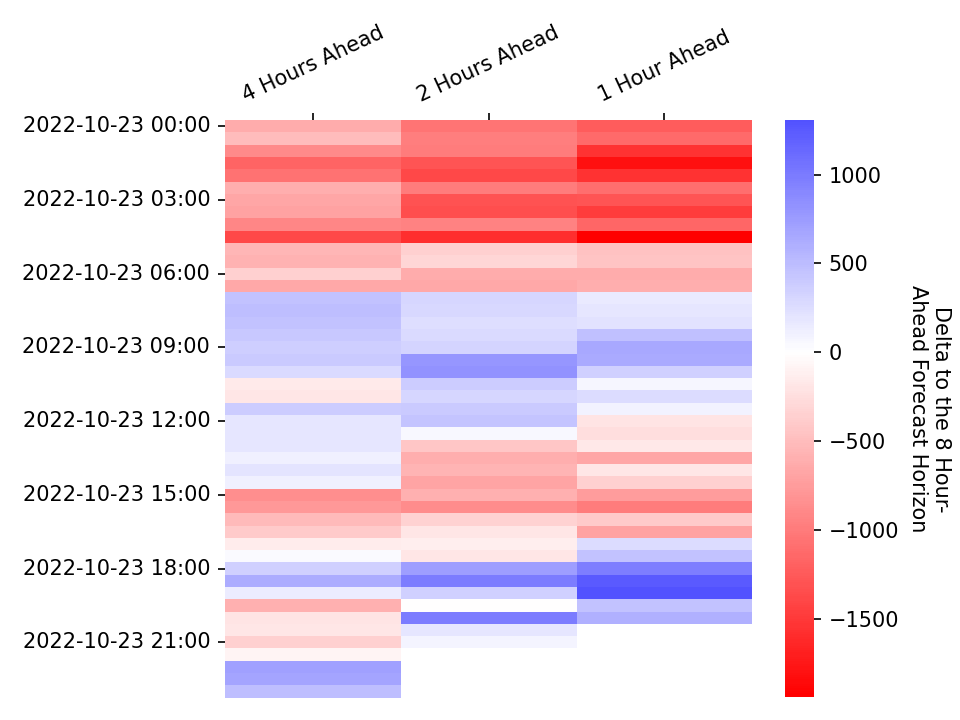 4 Hours Ahead
2 Hours Ahead
1 Hour Ahead
2022-10-23 00:00
2022-10-23 03:00
2022-10-23 06:00
2022-10-23 09:00
2022-10-23 12:00
2022-10-23 15:00
2022-10-23 18:00
2022-10-23 21:00
1000
500
0
−500
−1000
−1500
Delta to the 8 Hour-
Ahead Forecast Horizon